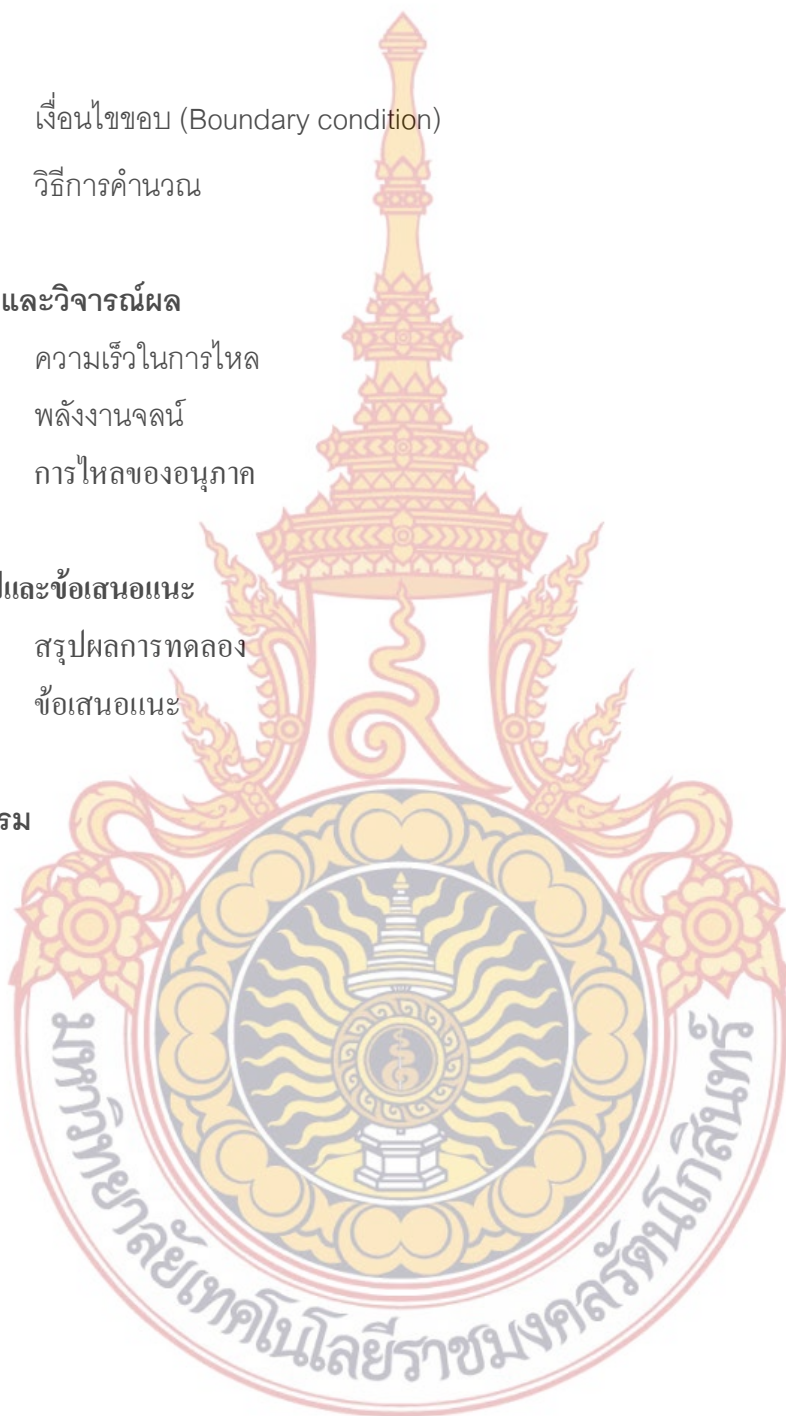 เงื่อนไขขอบ (Boundary condition)
วิธีการคำนวณ
และวิจารณ์ผล
ความเร็วในการไหล
พลังงานจลน์
การไหลของอนุภาค
และข้อเสนอแนะ
สรุปผลการทดลอง
ข้อเสนอแนะ
รม
มหาวิทยาลัยเทคโนโลยีราชมงคลรัตนโกสินทร์